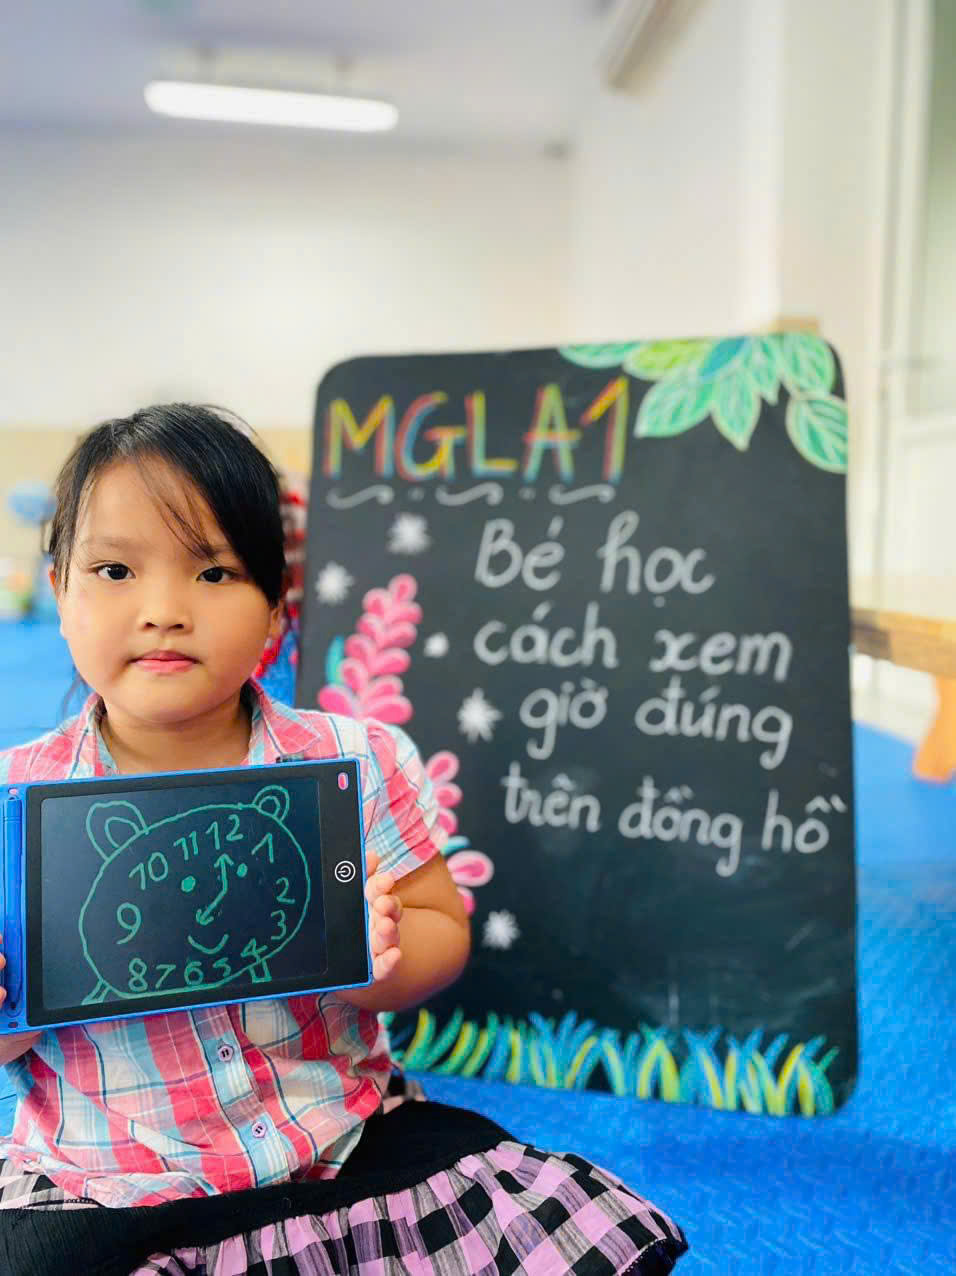 MGLA1
Bé học
cách xem
giờ đúng
trên đồng hồ
11 12
10 1
2
9 3
8 7 6 5 4